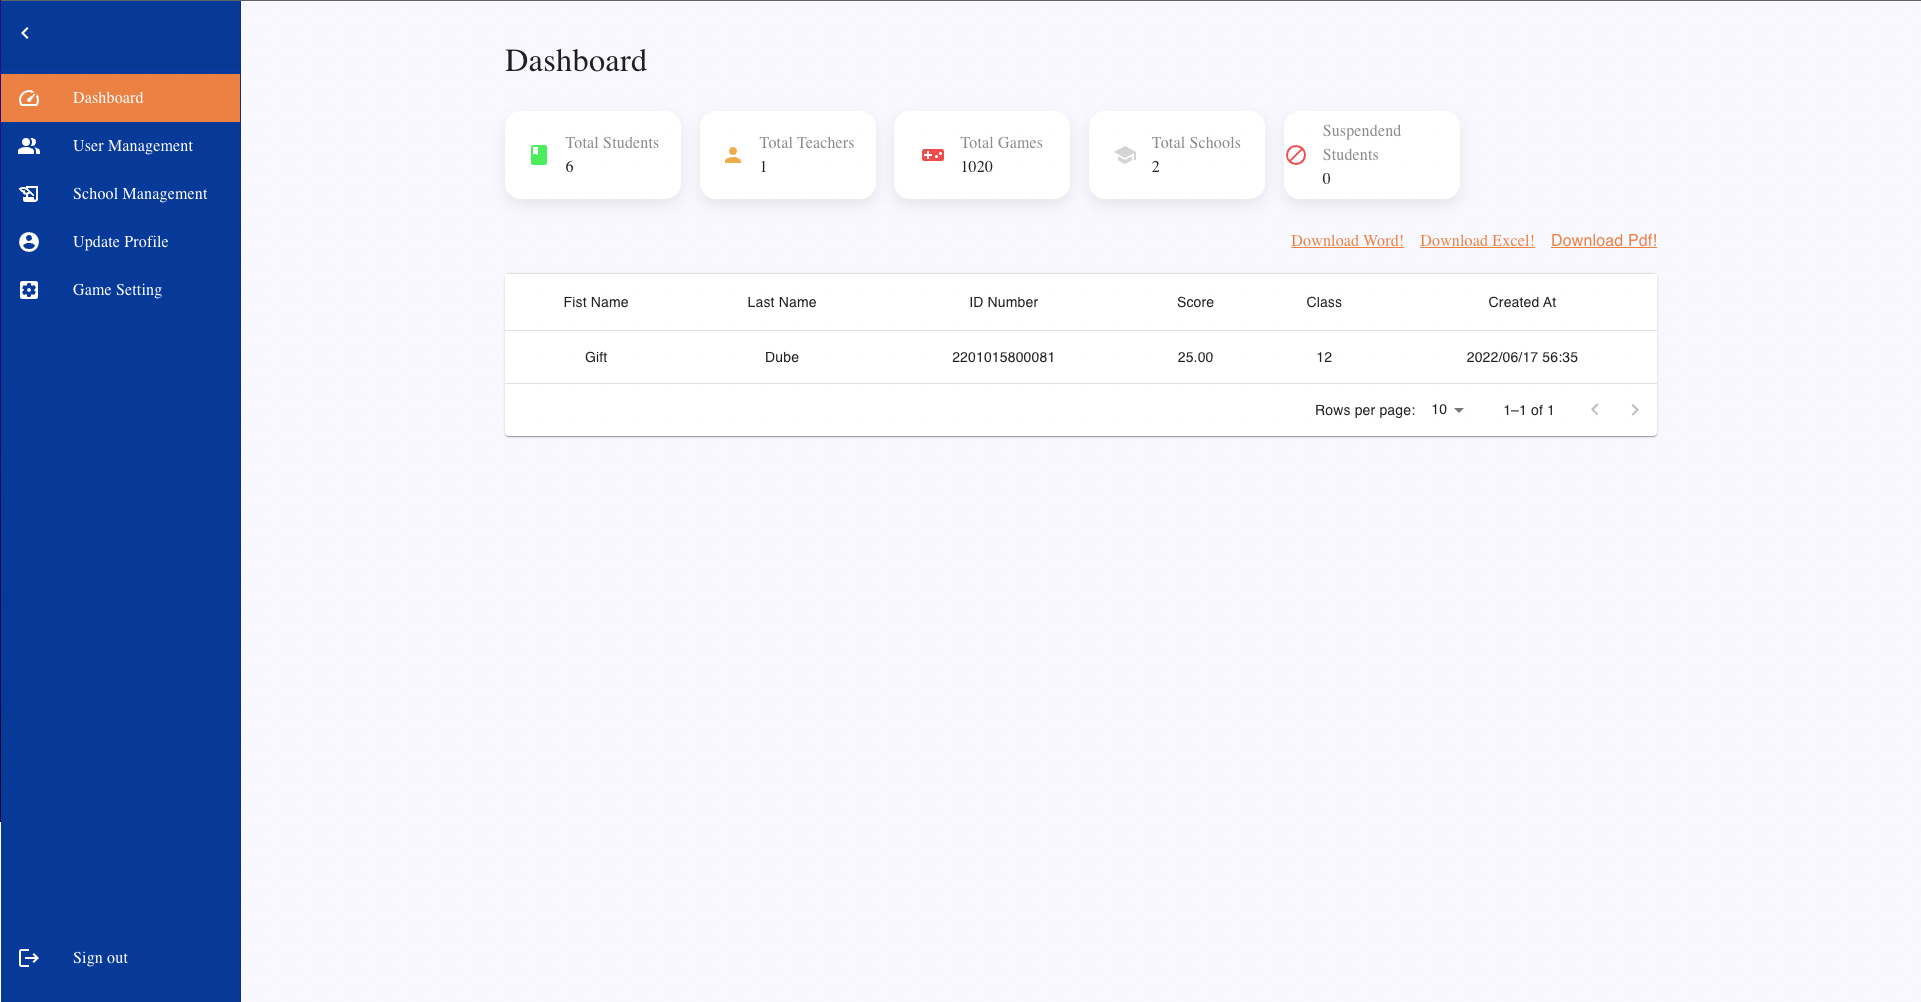 Dashboard
User Management
School Management
Update Profile
Game Setting
Sign out
Dashboard
Total Students
6
Total Teachers
1
Total Games
1020
Total Schools
2
Suspendend
Students
0
Download Word! Download Excel! Download Pdf!
Fist Name Last Name ID Number Score Class Created At
Gift Dube 2201015800081 25.00 12 2022/06/17 56:35
Rows per page: 10 1–1 of 1